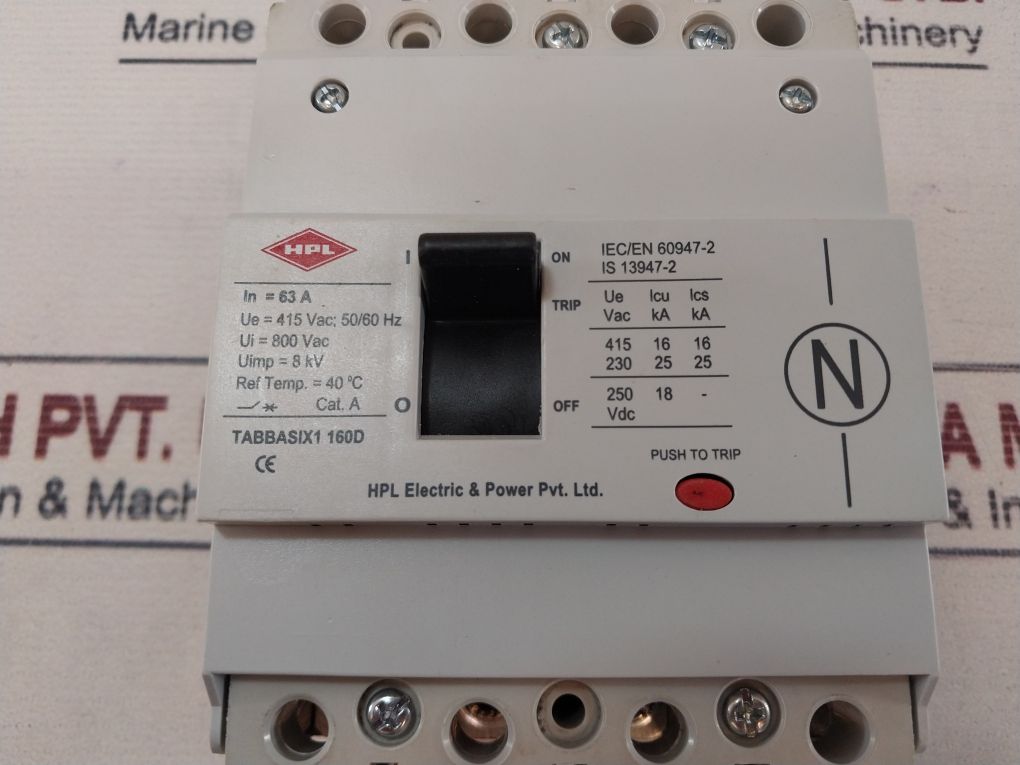 Marine
chinery
HPL
In = 63 A
Ue = 415 Vac; 50/60 Hz
Ui = 800 Vac
Uimp = 8 kV
Ref Temp. = 40 °C
Cat. A
TABBASIX1 160D
CE
I
O
ON
TRIP
OFF
IEC/EN 60947-2
IS 13947-2
Ue Icu Ics
Vac kA kA
415 16 16
230 25 25
250 18 -
Vdc
PUSH TO TRIP
HPL Electric & Power Pvt. Ltd.
N
H PVT.
n & Mach
A M
& In